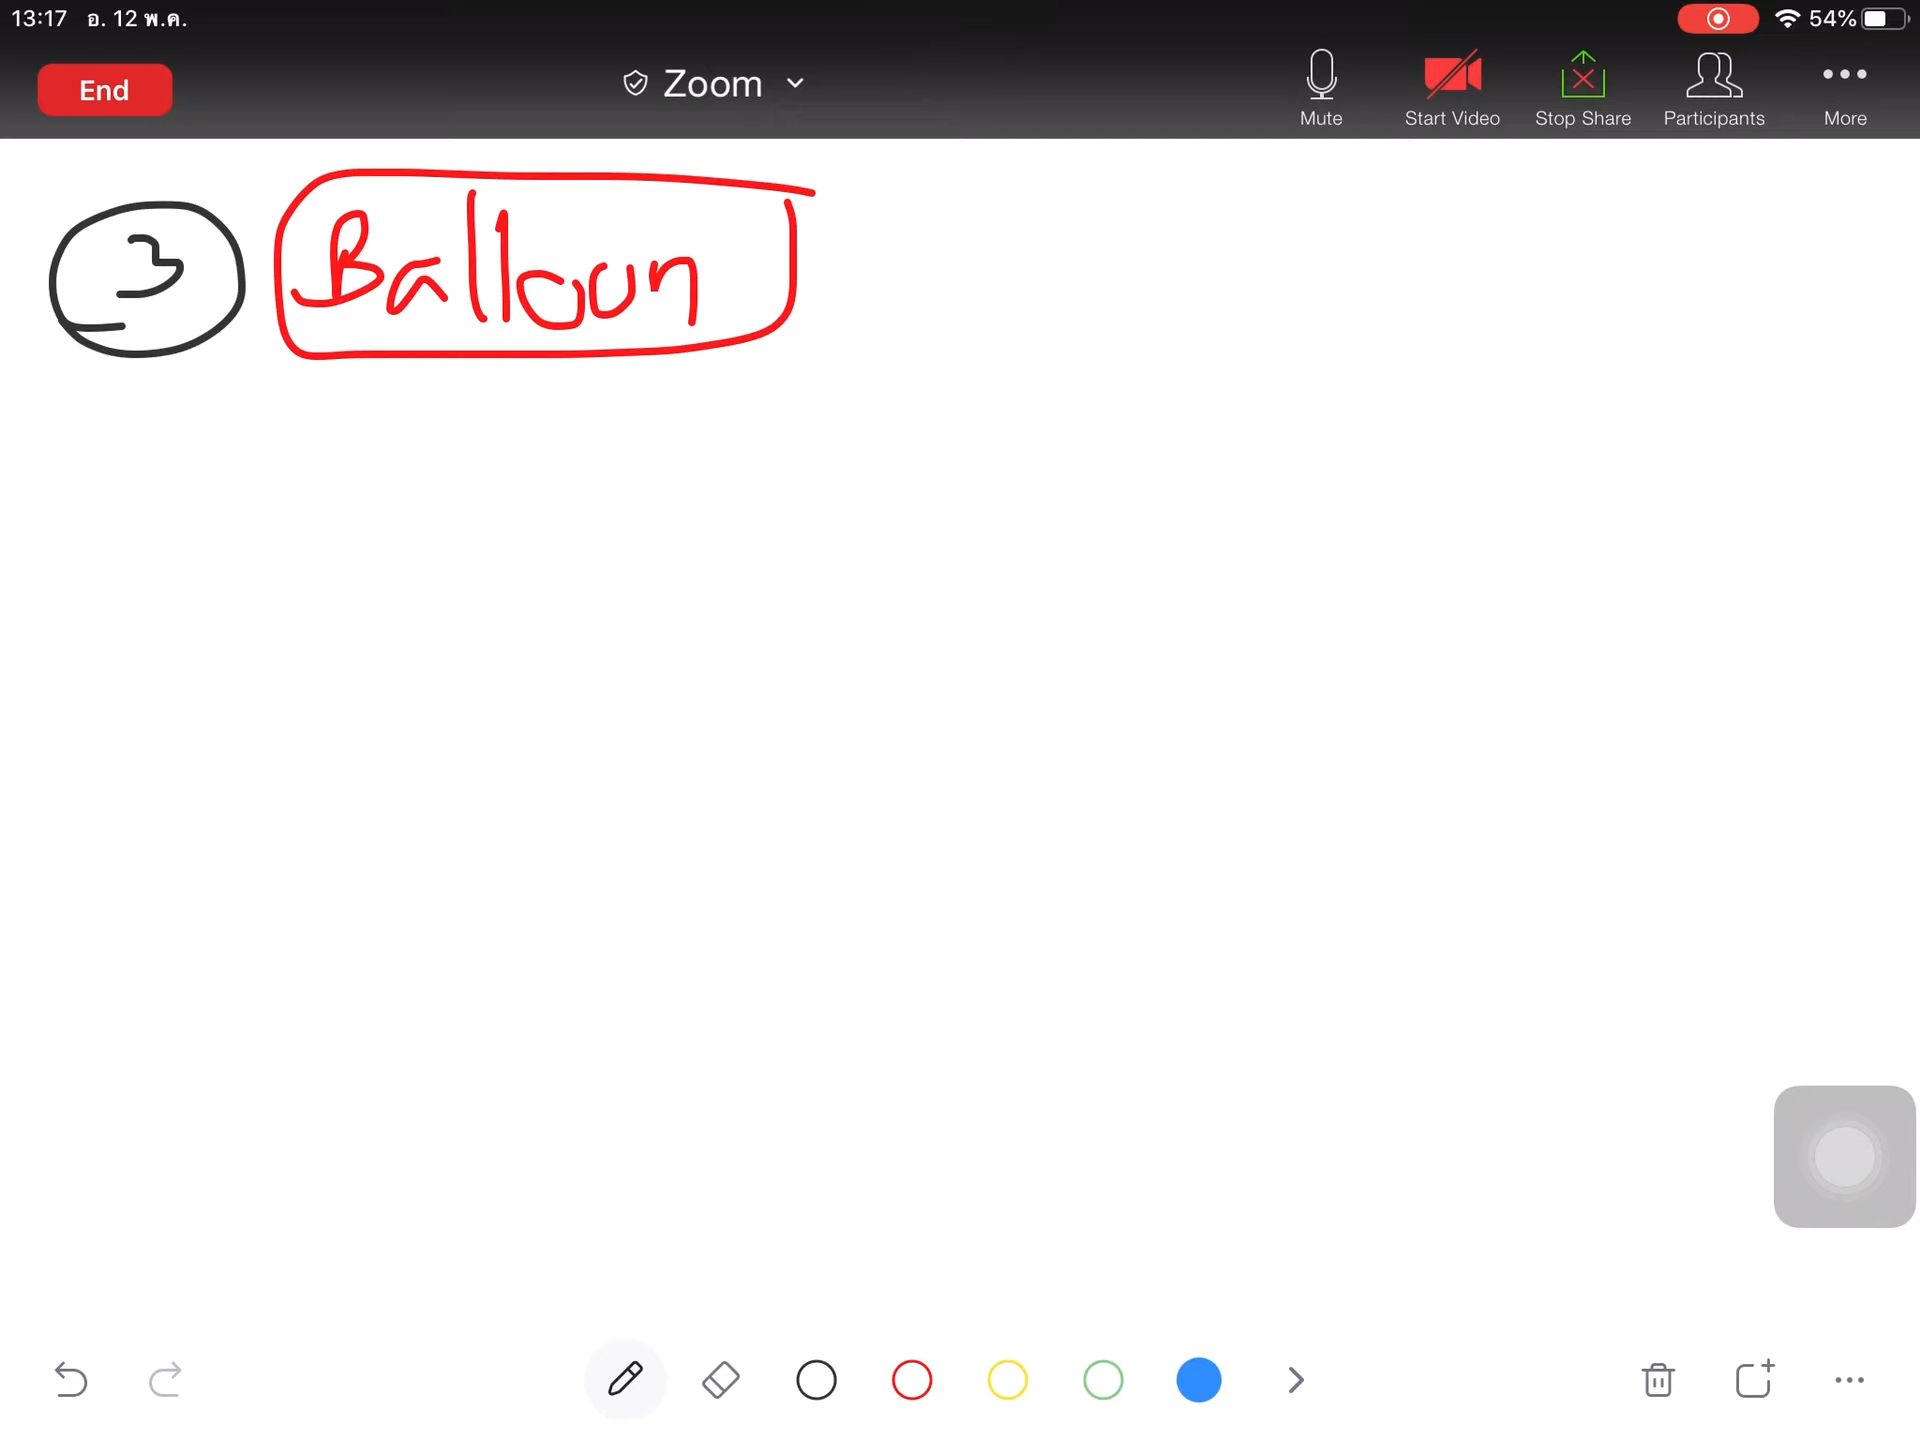 13:17 อ. 12 พ.ค. 54%
End Zoom Mute Start Video Stop Share Participants More
3 Balloon